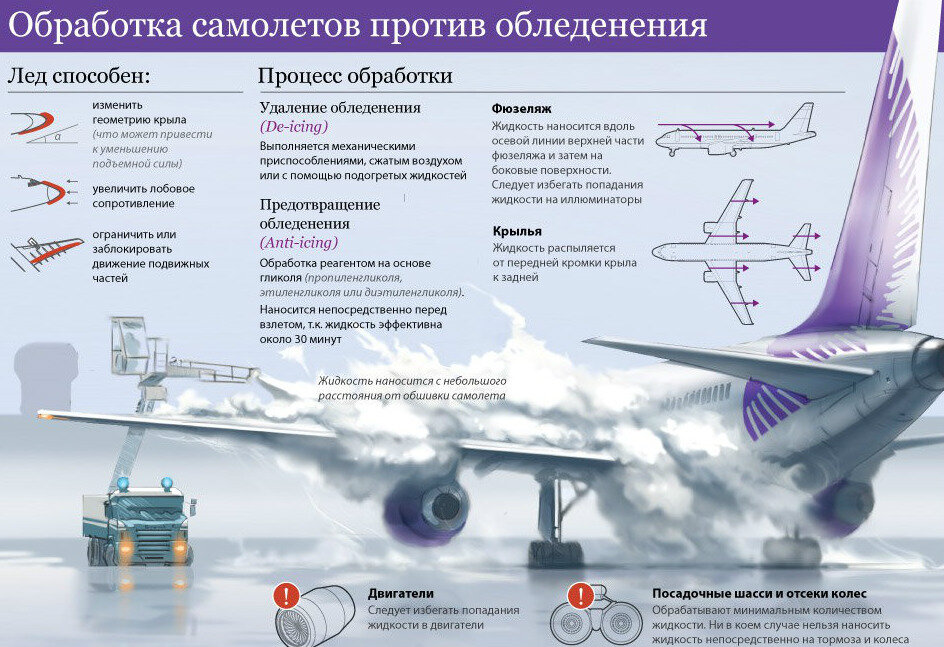 Обработка самолетов против обледенения
Лед способен:
изменить
геометрию крыла
(что может привести
к уменьшению
подъемной силы)
α
увеличить лобовое
сопротивление
ограничить или
заблокировать
движение подвижных
частей
Процесс обработки
Удаление обледенения
(De-icing)
Выполняется механическими
приспособлениями, сжатым воздухом
или с помощью подогретых жидкостей
Предотвращение
обледенения
(Anti-icing)
Обработка реагентом на основе
гликоля (пропиленгликоля,
этиленгликоля или диэтиленгликоля).
Наносится непосредственно перед
взлетом, т.к. жидкость эффективна
около 30 минут
Фюзеляж
Жидкость наносится вдоль
осевой линии верхней части
фюзеляжа и затем на
боковые поверхности.
Следует избегать попадания
жидкости на иллюминаторы
Крылья
Жидкость распыляется
от передней кромки крыла
к задней
Жидкость наносится с небольшого
расстояния от обшивки самолета
!
Двигатели
Следует избегать попадания
жидкости в двигатели
!
Посадочные шасси и отсеки колес
Обрабатывают минимальным количеством
жидкости. Ни в коем случае нельзя наносить
жидкость непосредственно на тормоза и колеса